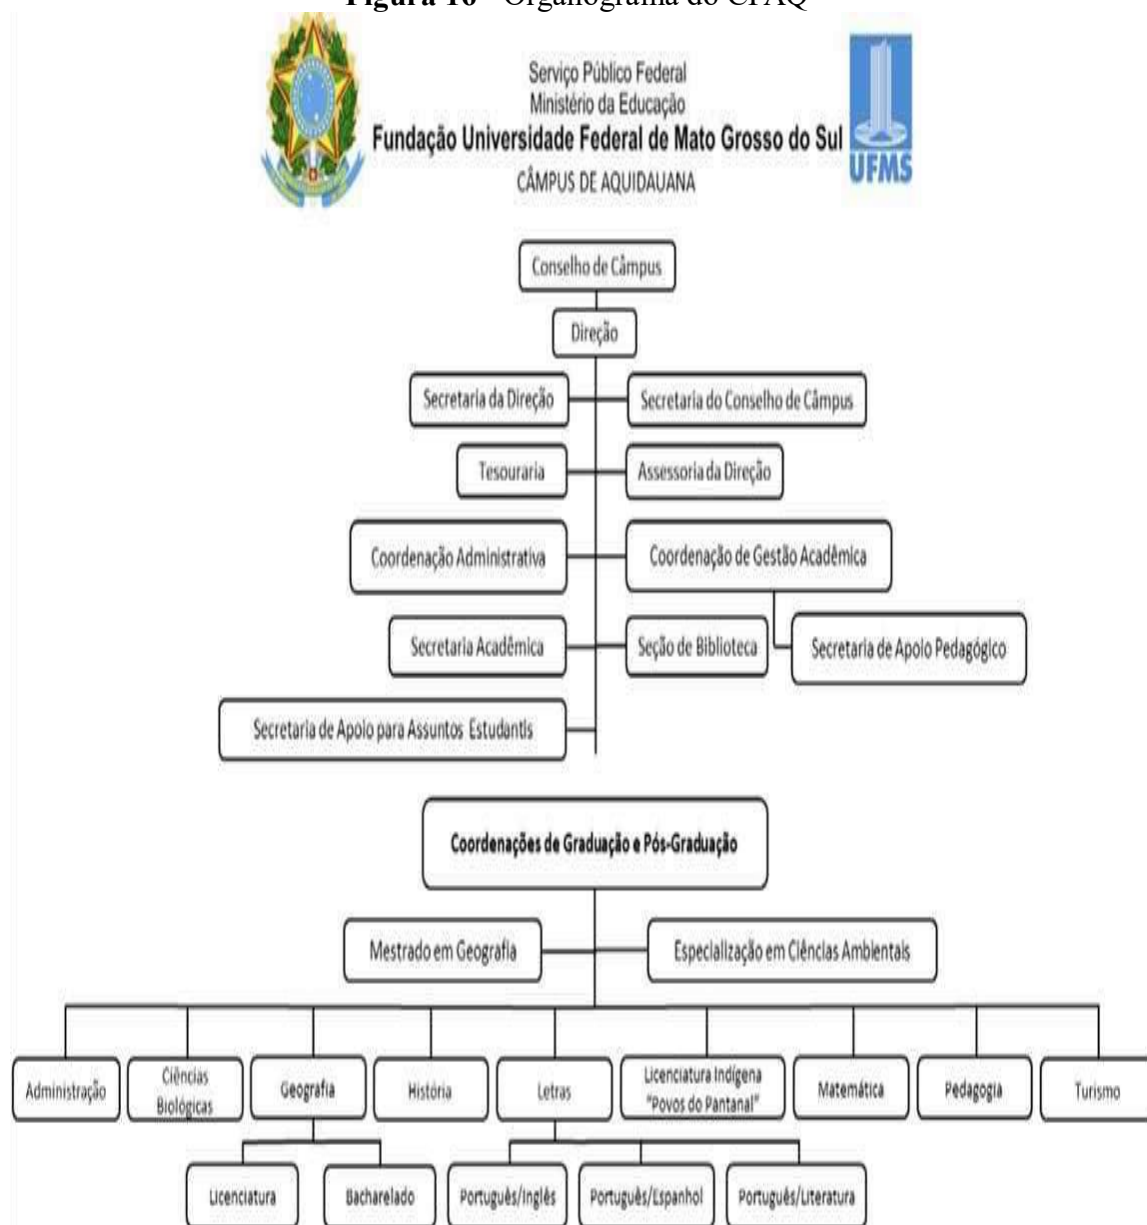 Figura 16 - Organograma do CPAQ
Serviço Público Federal
Ministério da Educação
Fundação Universidade Federal de Mato Grosso do Sul
CÂMPUS DE AQUIDAUANA
UFMS
Conselho de Câmpus
Direção
Secretaria da Direção
Secretaria do Conselho de Câmpus
Tesouraria
Assessoria da Direção
Coordenação Administrativa
Coordenação de Gestão Acadêmica
Secretaria Acadêmica
Seção de Biblioteca
Secretaria de Apoio Pedagógico
Secretaria de Apoio para Assuntos Estudantis
Coordenações de Graduação e Pós-Graduação
Mestrado em Geografia
Especialização em Ciências Ambientais
Administração
Ciências
Biológicas
Geografia
História
Letras
Licenciatura Indígena
"Povos do Pantanal"
Matemática
Pedagogia
Turismo
Licenciatura
Bacharelado
Português/Inglês
Português/Espanhol
Português/Literatura